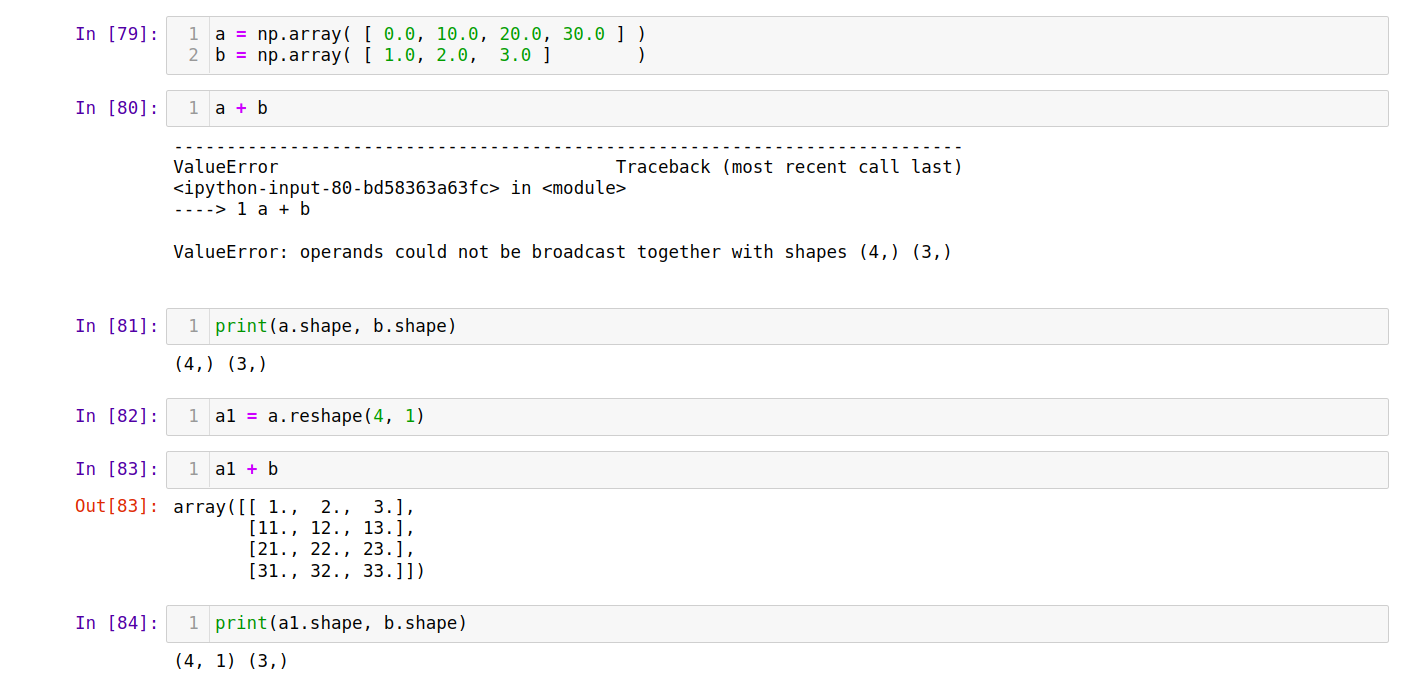 In [79]: 1 a = np.array( [ 0.0, 10.0, 20.0, 30.0 ] )
2 b = np.array( [ 1.0, 2.0,  3.0 ]        )
In [80]: 1 a + b
---------------------------------------------------------------------------
ValueError                                Traceback (most recent call last)
<ipython-input-80-bd58363a63fc> in <module>
----> 1 a + b
ValueError: operands could not be broadcast together with shapes (4,) (3,)
In [81]: 1 print(a.shape, b.shape)
(4,) (3,)
In [82]: 1 a1 = a.reshape(4, 1)
In [83]: 1 a1 + b
Out[83]: array([[ 1.,  2.,  3.],
       [11., 12., 13.],
       [21., 22., 23.],
       [31., 32., 33.]])
In [84]: 1 print(a1.shape, b.shape)
(4, 1) (3,)